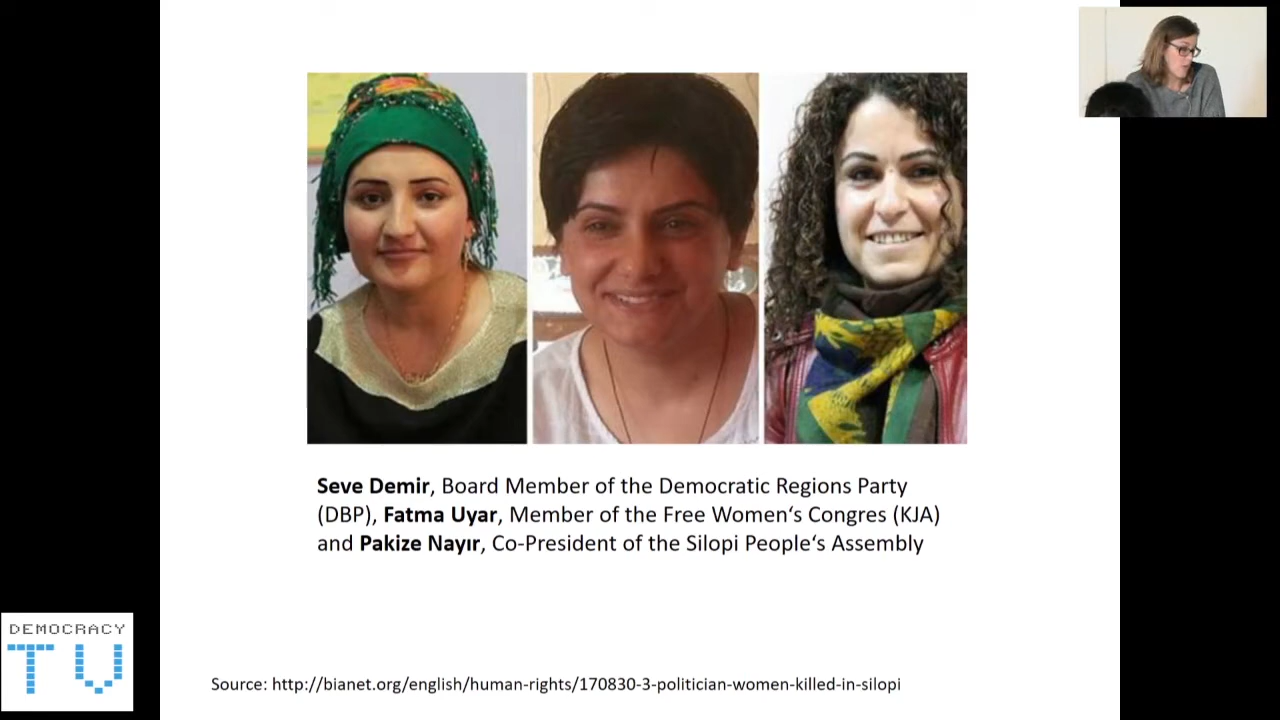 Seve Demir, Board Member of the Democratic Regions Party
(DBP), Fatma Uyar, Member of the Free Women‘s Congres (KJA)
and Pakize Nayır, Co-President of the Silopi People‘s Assembly
DEMOCRACY
TV
Source: http://bianet.org/english/human-rights/170830-3-politician-women-killed-in-silopi